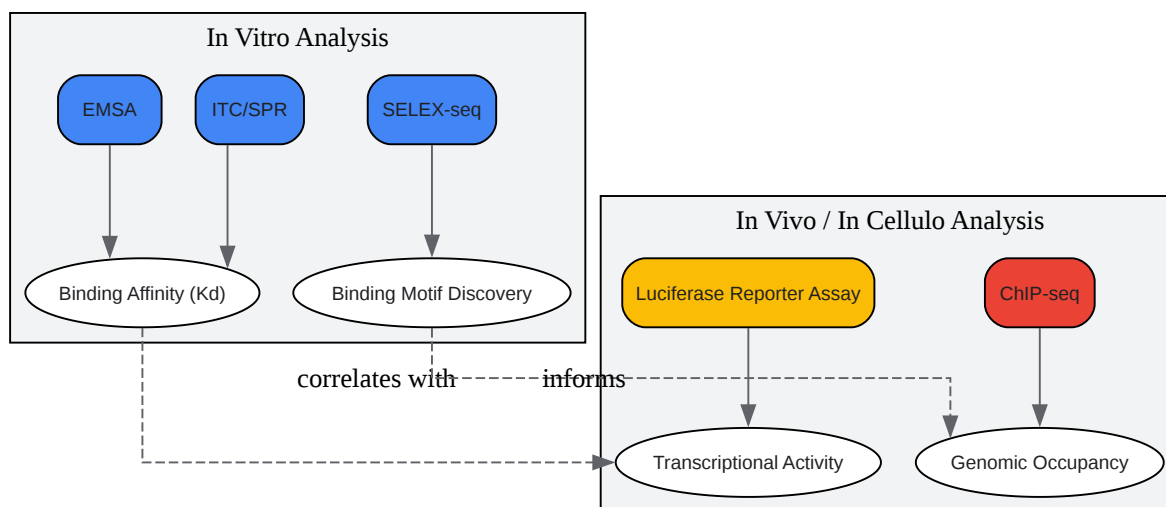 In Vitro Analysis
EMSA
ITC/SPR
SELEX-seq
Binding Affinity (Kd)
Binding Motif Discovery
In Vivo / In Cellulo Analysis
Luciferase Reporter Assay
ChIP-seq
correlates with
informs
Transcriptional Activity
Genomic Occupancy